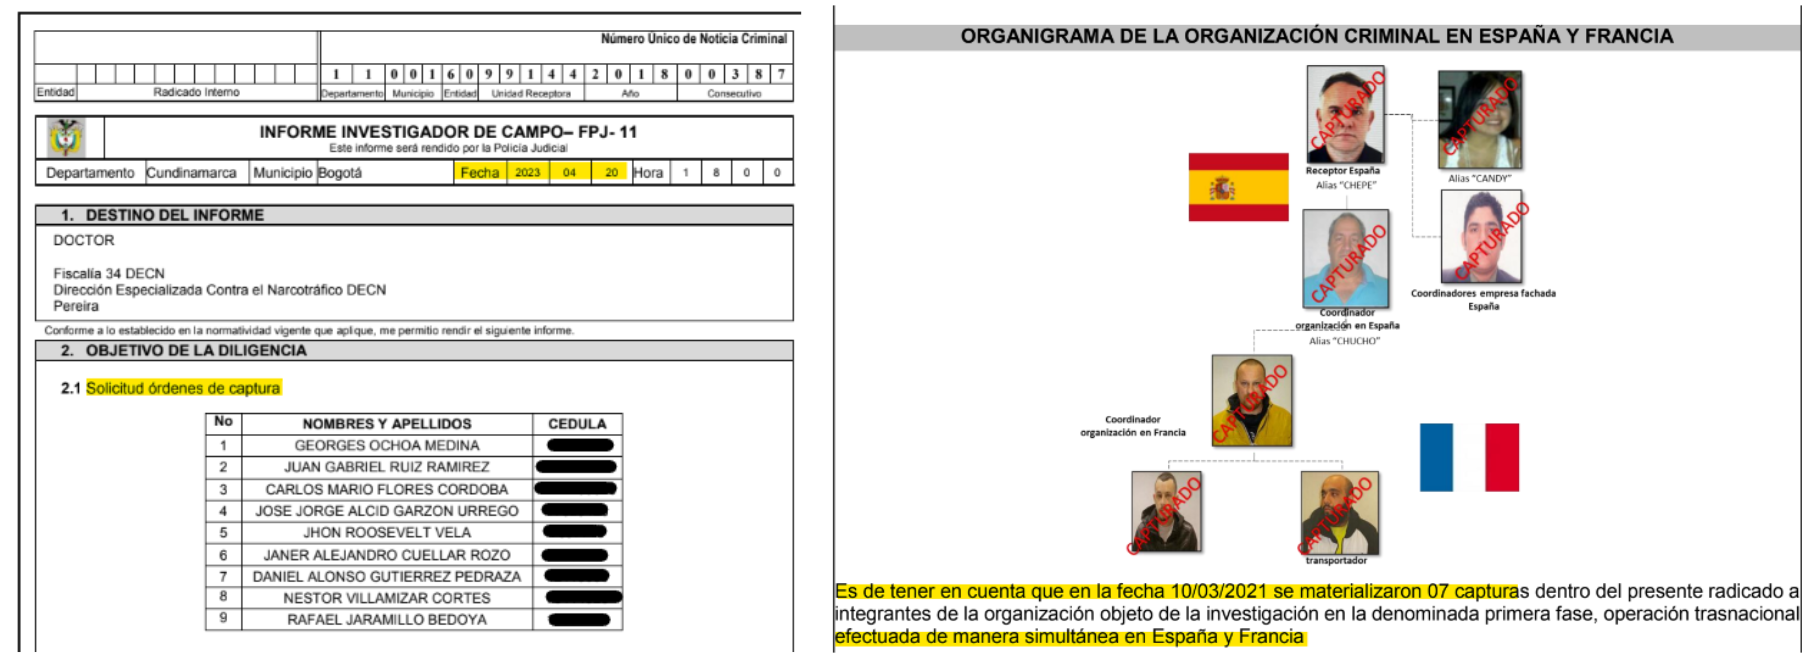 Número Único de Noticia Criminal
1 1 0 0 1 6 0 9 9 1 4 4 2 0 1 8 0 0 3 8 7
Entidad Radicado Interno Departamento Municipio Entidad Unidad Receptora Año Consecutivo
INFORME INVESTIGADOR DE CAMPO– FPJ- 11
Este informe será rendido por la Policía Judicial
Departamento Cundinamarca Municipio Bogotá Fecha 2023 04 20 Hora 1 8 0 0
1. DESTINO DEL INFORME
DOCTOR
Fiscalía 34 DECN
Dirección Especializada Contra el Narcotráfico DECN
Pereira
Conforme a lo establecido en la normatividad vigente que aplique, me permitio rendir el siguiente informe.
2. OBJETIVO DE LA DILIGENCIA
2.1 Solicitud órdenes de captura
No NOMBRES Y APELLIDOS CEDULA
1 GEORGES OCHOA MEDINA
2 JUAN GABRIEL RUIZ RAMIREZ
3 CARLOS MARIO FLORES CORDOBA
4 JOSE JORGE ALCID GARZON URREGO
5 JHON ROOSEVELT VELA
6 JANER ALEJANDRO CUELLAR ROZO
7 DANIEL ALONSO GUTIERREZ PEDRAZA
8 NESTOR VILLAMIZAR CORTES
9 RAFAEL JARAMILLO BEDOYA
ORGANIGRAMA DE LA ORGANIZACIÓN CRIMINAL EN ESPAÑA Y FRANCIA
CAPTURADO
CAPTURADO
Receptor España
Alias "CHEPE"
Alias "CANDY"
CAPTURADO
CAPTURADO
Coordinadores empresa fachada
España
Coordinador
organización en España
Alias "CHUCHO"
CAPTURADO
Coordinador
organización en Francia
CAPTURADO
CAPTURADO
transportador
Es de tener en cuenta que en la fecha 10/03/2021 se materializaron 07 capturas dentro del presente radicado a
integrantes de la organización objeto de la investigación en la denominada primera fase, operación trasnacional
efectuada de manera simultánea en España y Francia